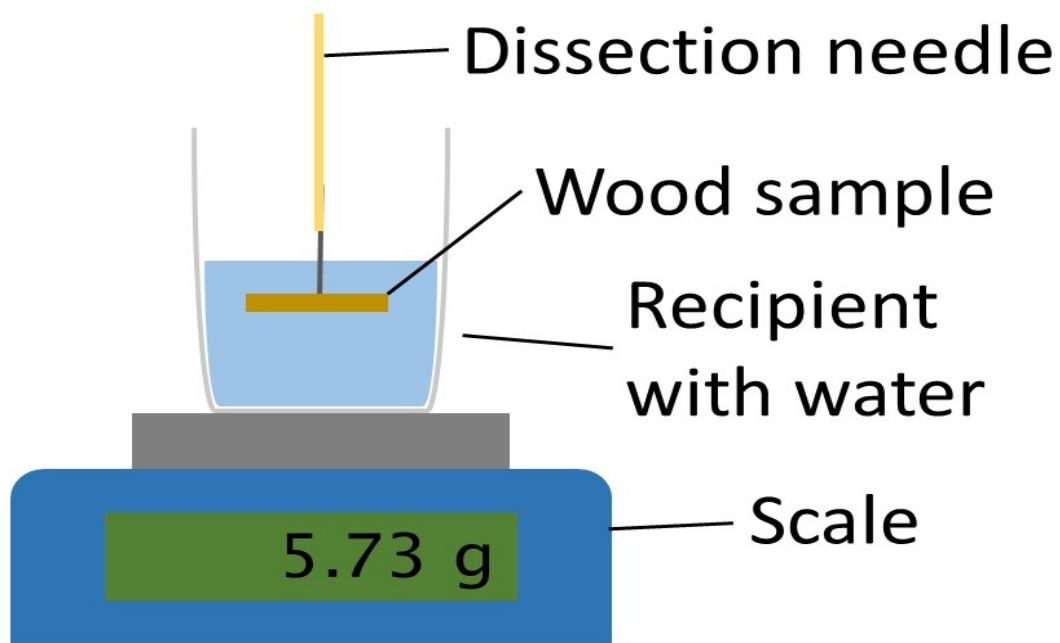 Dissection needle
Wood sample
Recipient
with water
Scale
5.73 g